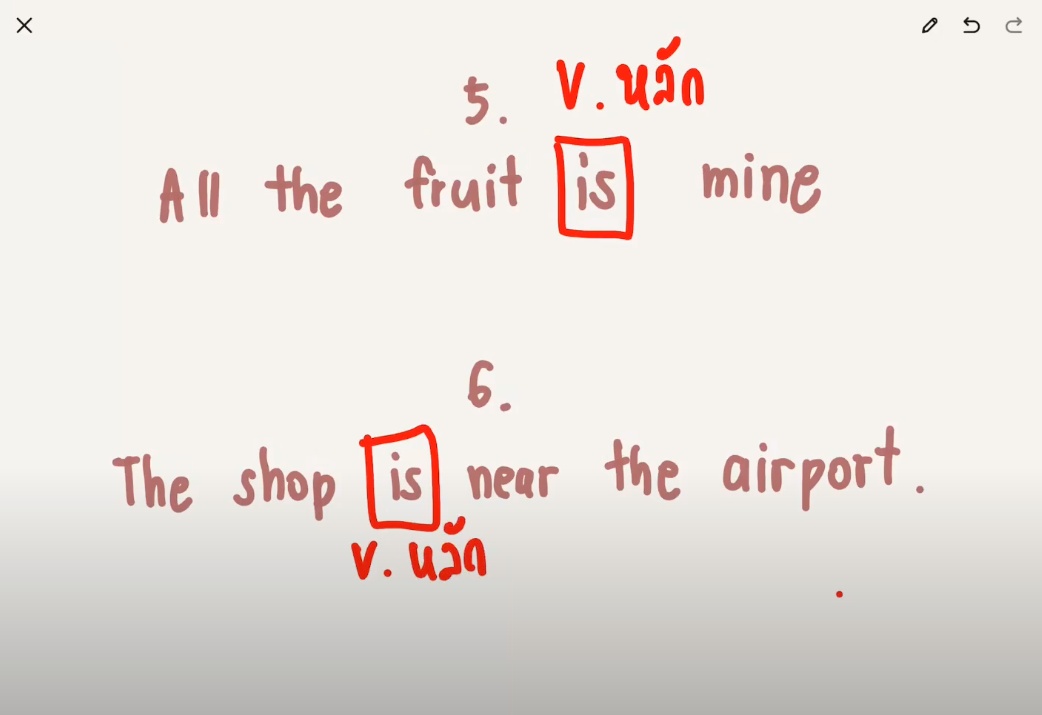 5. v. หลัก
All the fruit is mine
6.
The shop is near the airport.
v. หลัก